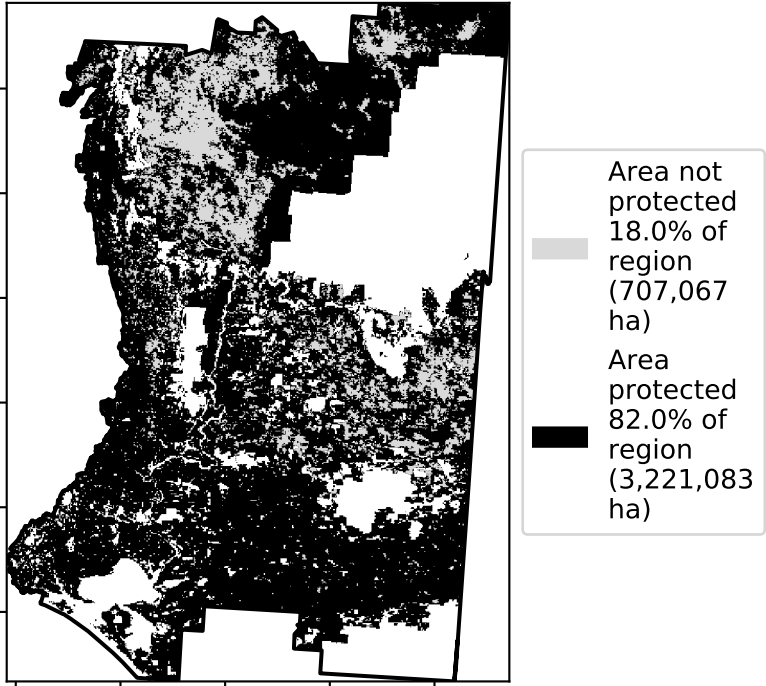 Area not
protected
18.0% of
region
(707,067
ha)
Area
protected
82.0% of
region
(3,221,083
ha)